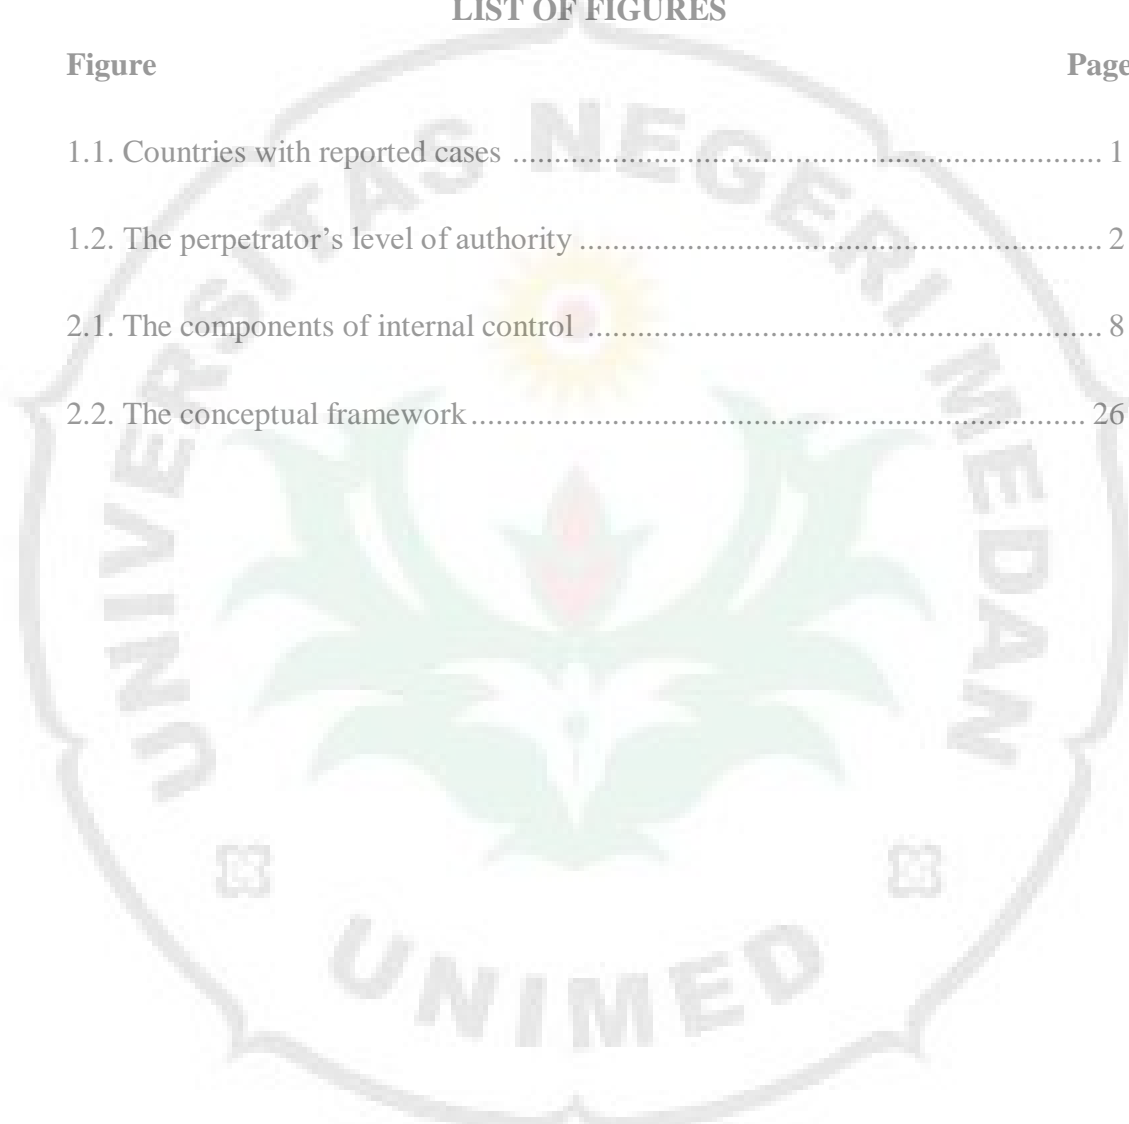 LIST OF FIGURES
Figure Page
1.1. Countries with reported cases ........................................................................... 1
1.2. The perpetrator’s level of authority .................................................................. 2
2.1. The components of internal control ................................................................. 8
2.2. The conceptual framework .............................................................................. 26
UNIVERSITAS NEGERI MEDAN
UNIMED